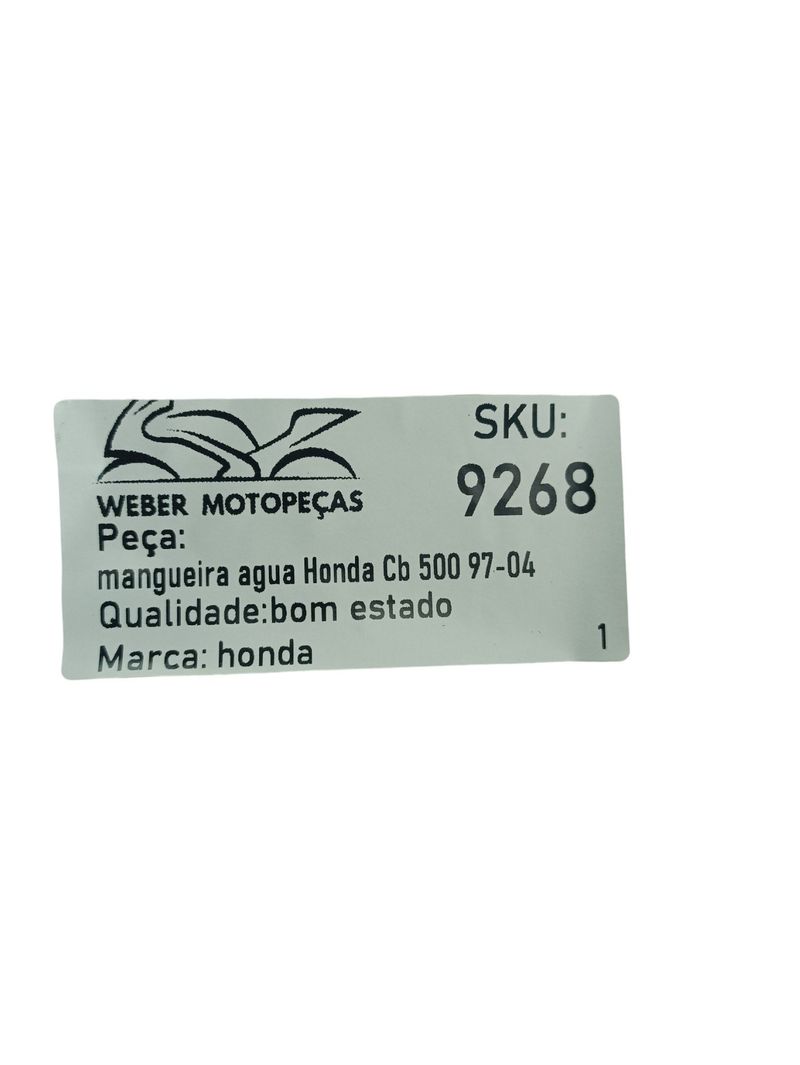 WEBER MOTOPEÇAS
SKU:
9268
Peça:
mangueira agua Honda Cb 500 97-04
Qualidade:bom estado
Marca: honda
1